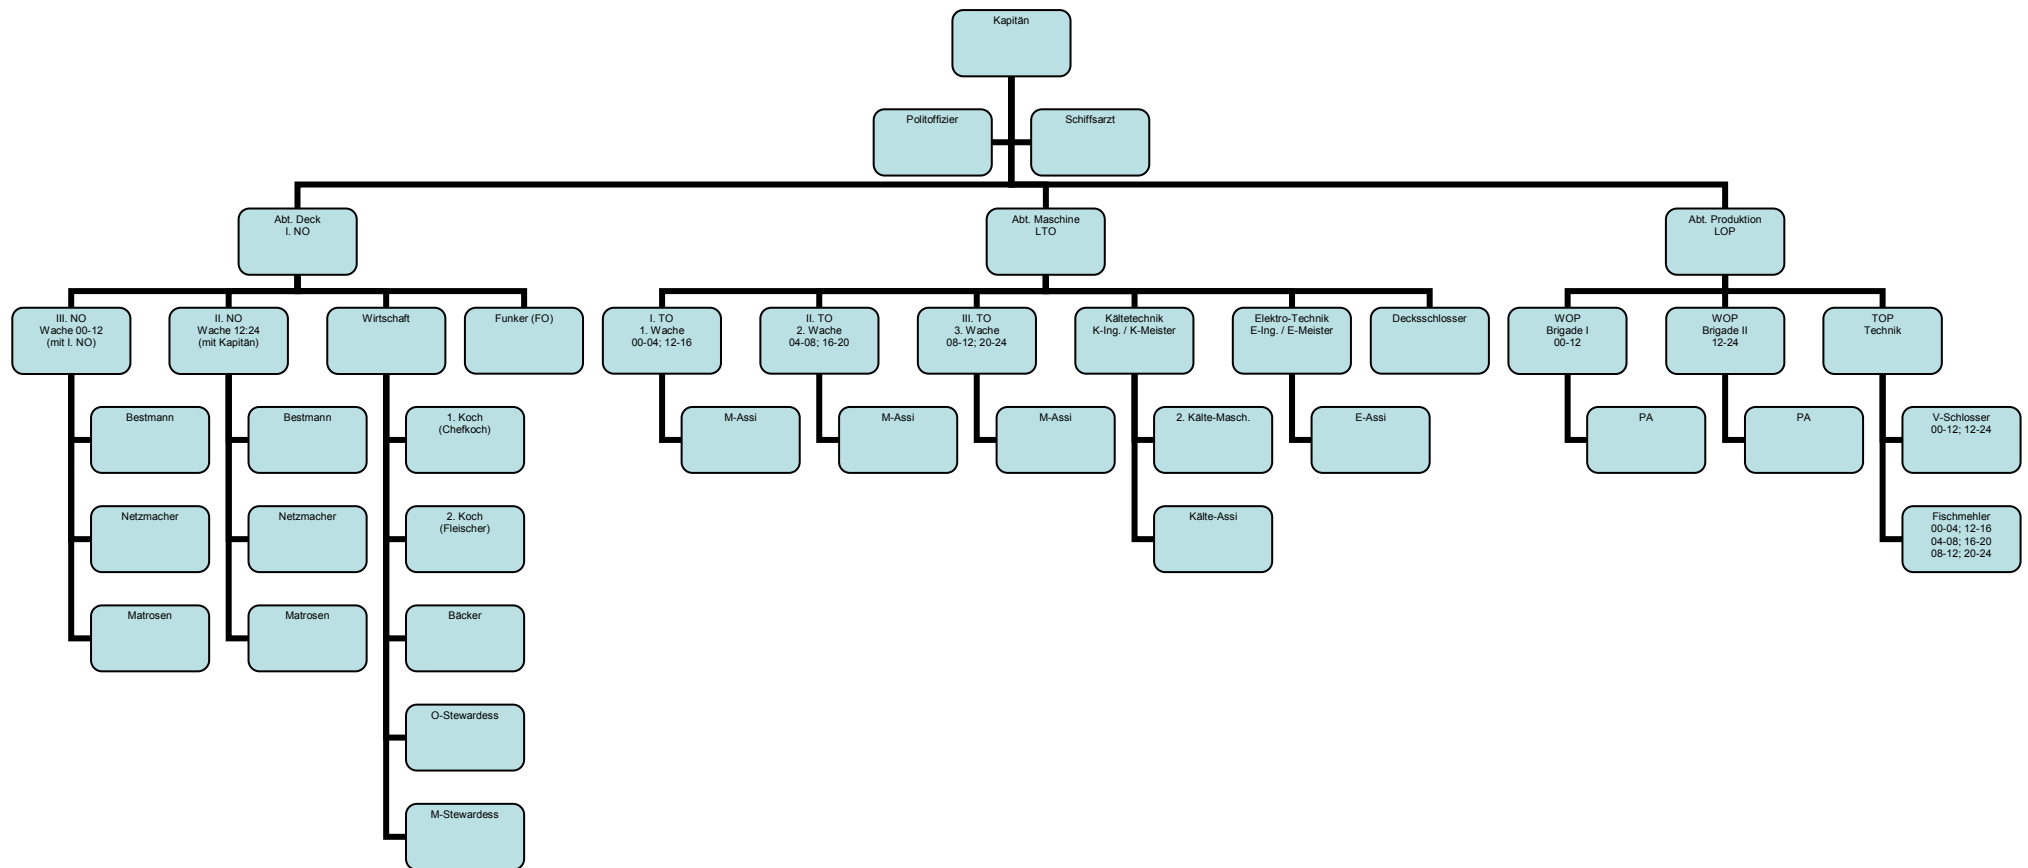 Kapitän
Politoffizier
Schiffsarzt
Abt. Deck
I. NO
Abt. Maschine
LTO
Abt. Produktion
LOP
III. NO
Wache 00-12
(mit I. NO)
II. NO
Wache 12:24
(mit Kapitän)
Wirtschaft
Funker (FO)
I. TO
1. Wache
00-04; 12-16
II. TO
2. Wache
04-08; 16-20
III. TO
3. Wache
08-12; 20-24
Kältetechnik
K-Ing. / K-Meister
Elektro-Technik
E-Ing. / E-Meister
Decksschlosser
WOP
Brigade I
00-12
WOP
Brigade II
12-24
TOP
Technik
Bestmann
Bestmann
1. Koch
(Chefkoch)
M-Assi
M-Assi
M-Assi
2. Kälte-Masch.
E-Assi
PA
PA
V-Schlosser
00-12; 12-24
Netzmacher
Netzmacher
2. Koch
(Fleischer)
Kälte-Assi
Fischmehler
00-04; 12-16
04-08; 16-20
08-12; 20-24
Matrosen
Matrosen
Bäcker
O-Stewardess
M-Stewardess